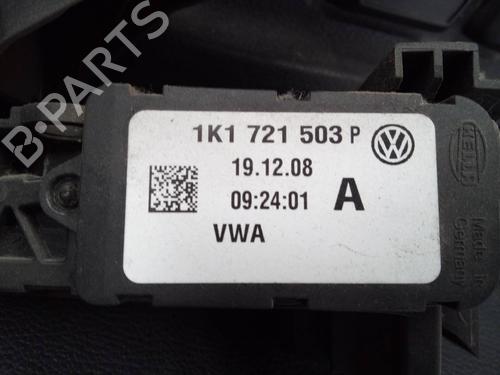 B-PARTS
1K1 721 503 P
19.12.08
09:24:01 A
VWA
HELLA
Made in
Germany